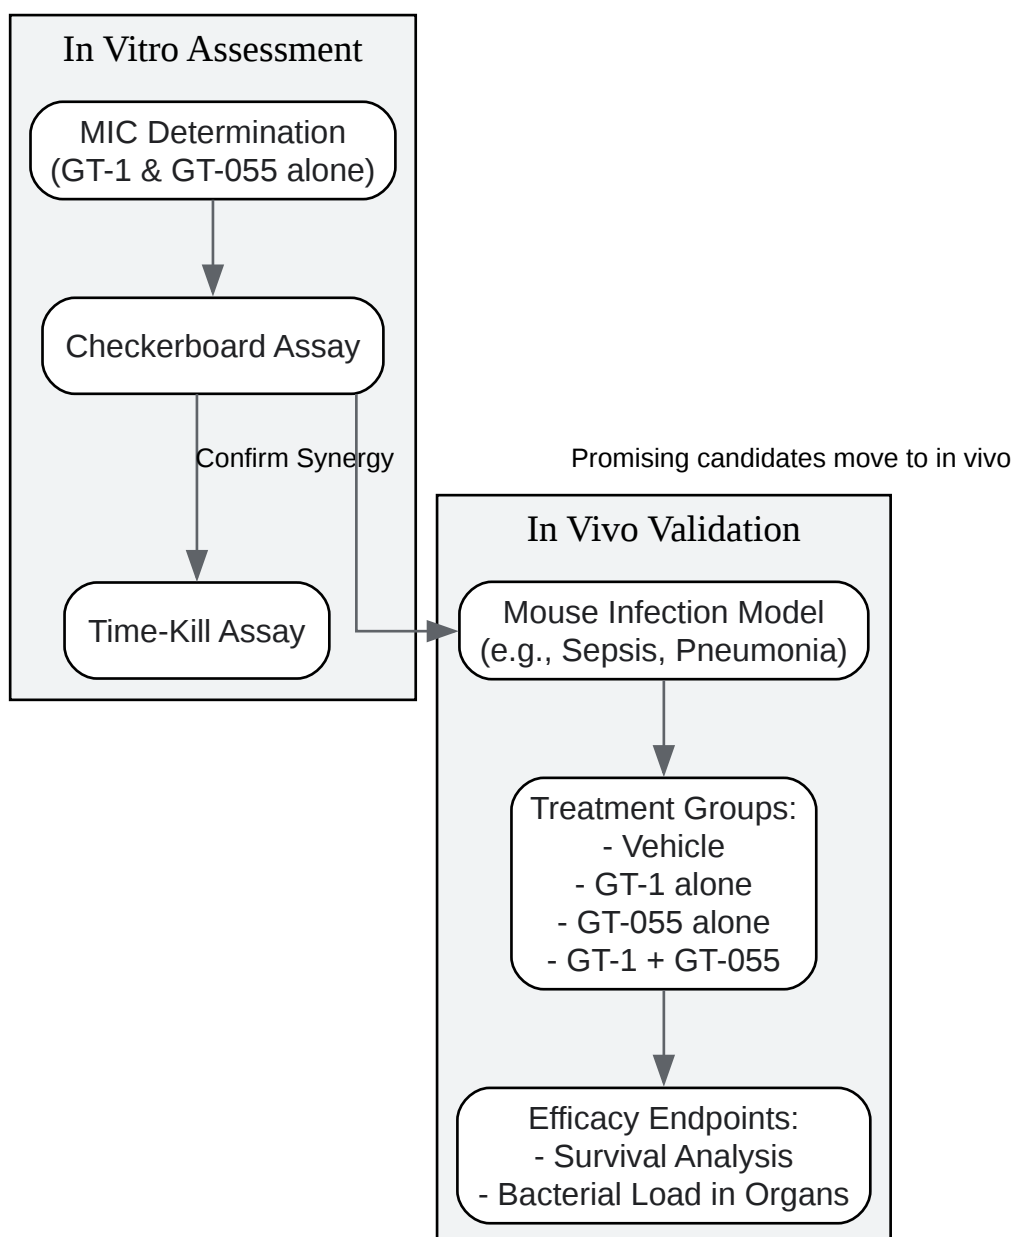 In Vitro Assessment
MIC Determination
(GT-1 & GT-055 alone)
Checkerboard Assay
Confirm Synergy
Time-Kill Assay
Promising candidates move to in vivo
In Vivo Validation
Mouse Infection Model
(e.g., Sepsis, Pneumonia)
Treatment Groups:
- Vehicle
- GT-1 alone
- GT-055 alone
- GT-1 + GT-055
Efficacy Endpoints:
- Survival Analysis
- Bacterial Load in Organs